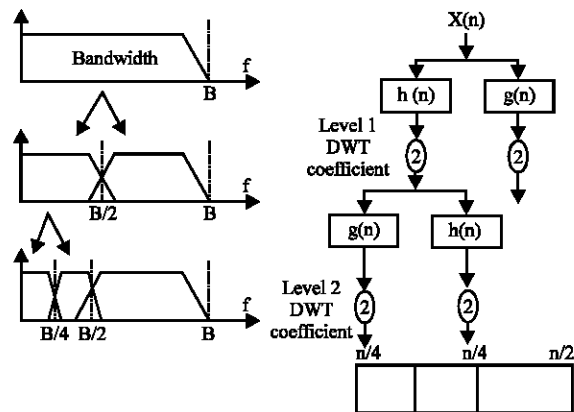 Bandwidth
f
B
f
B/2
B
f
B/4
B/2
B
X(n)
h (n)
g(n)
Level 1
DWT
coefficient
2
2
g(n)
h(n)
Level 2
DWT
coefficient
2
2
n/4
n/4
n/2